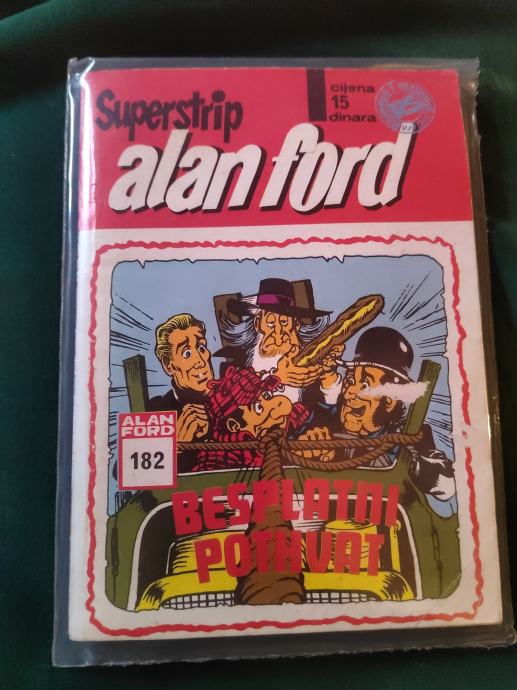 Superstrip
cijena
15
dinara
alan ford
ALAN
FORD
182
BESPLATNI
POTHVAT